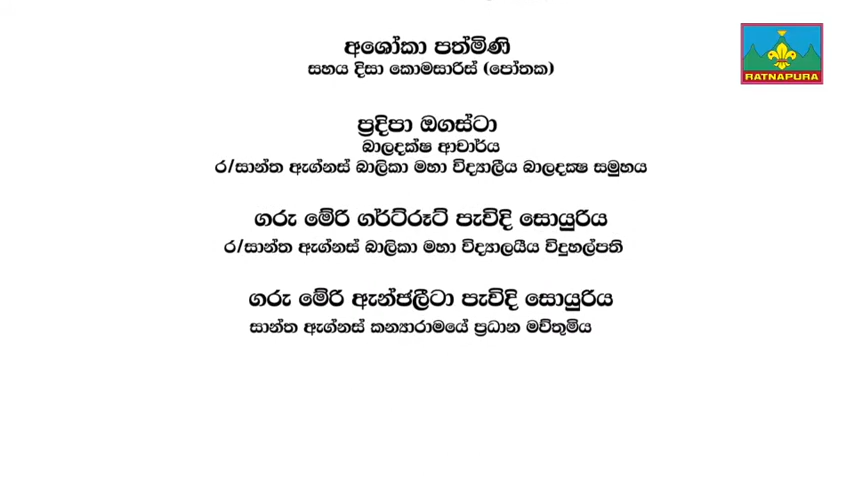 අශෝකා පත්මිණි
සහය දිසා කොමසාරිස් (පෝතක)
ප්‍රදිපා ඔගස්ටා
බාලදක්ෂ ආචාර්ය
ර/සාන්ත ඇග්නස් බාලිකා මහා විද්‍යාලීය බාලදක්‍ෂ සමුහය
ගරු මේරි ගර්ට්රූට් පැවිදි සොයුරිය
ර/සාන්ත ඇග්නස් බාලිකා මහා විද්‍යාලයීය විදුහල්පති
ගරු මේරි ඇන්ජලීටා පැවිදි සොයුරිය
සාන්ත ඇග්නස් කන්‍යාරාමයේ ප්‍රධාන මව්තුමිය
RATNAPURA